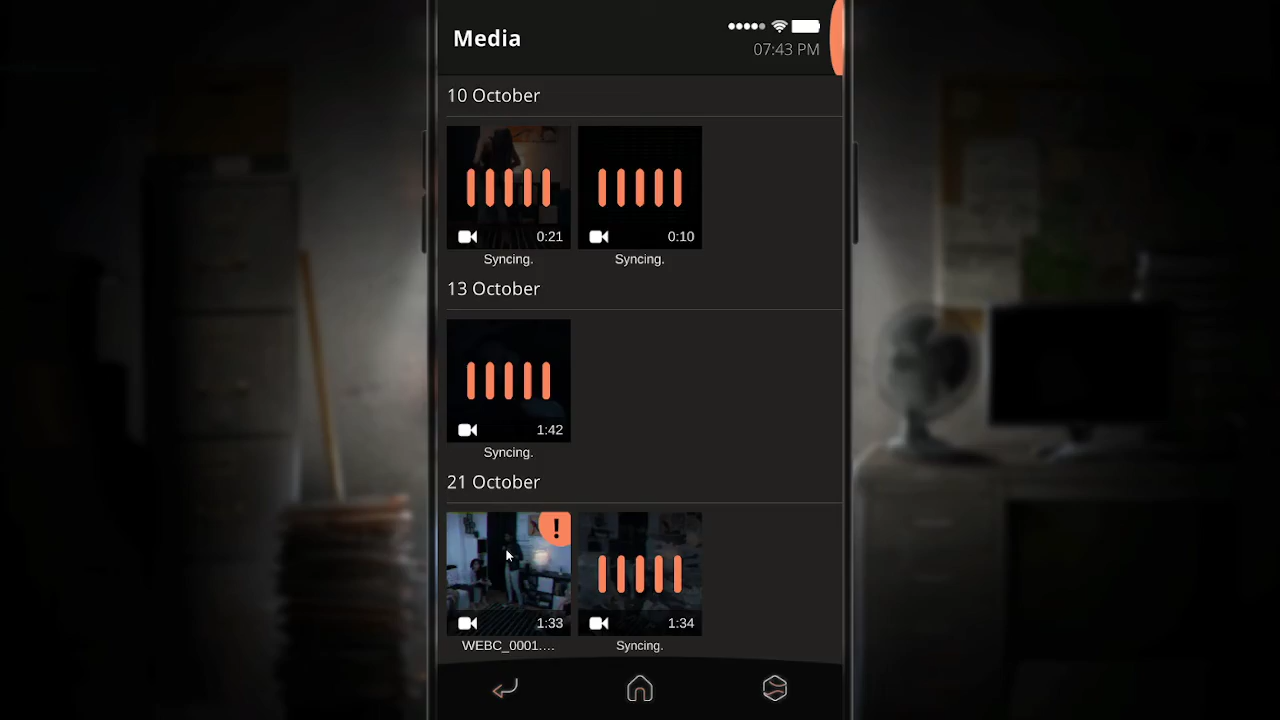 Media
07:43 PM
10 October
0:21
0:10
Syncing.
Syncing.
13 October
1:42
Syncing.
21 October
!
1:33
1:34
WEBC_0001....
Syncing.